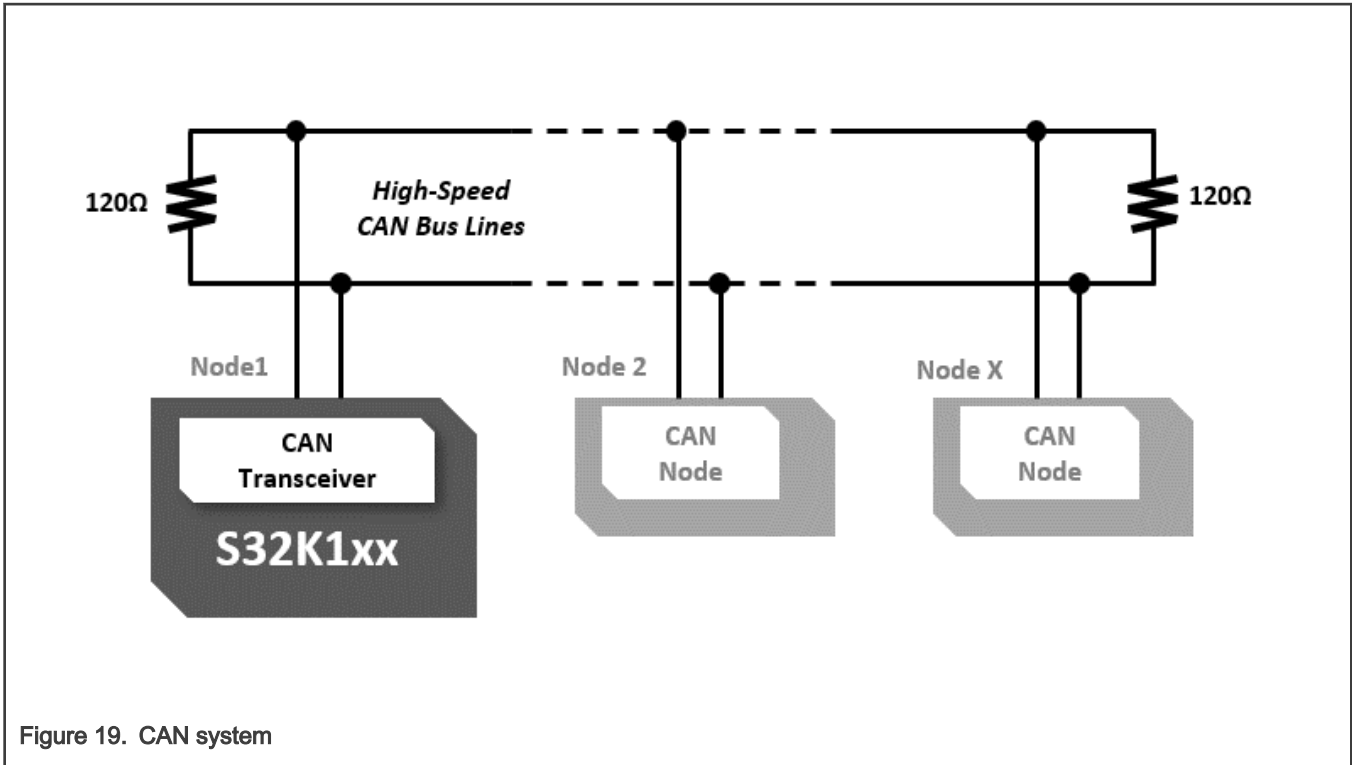 120Ω
High-Speed
CAN Bus Lines
120Ω
Node1
Node 2
Node X
CAN
Transceiver
S32K1xx
CAN
Node
CAN
Node
Figure 19. CAN system